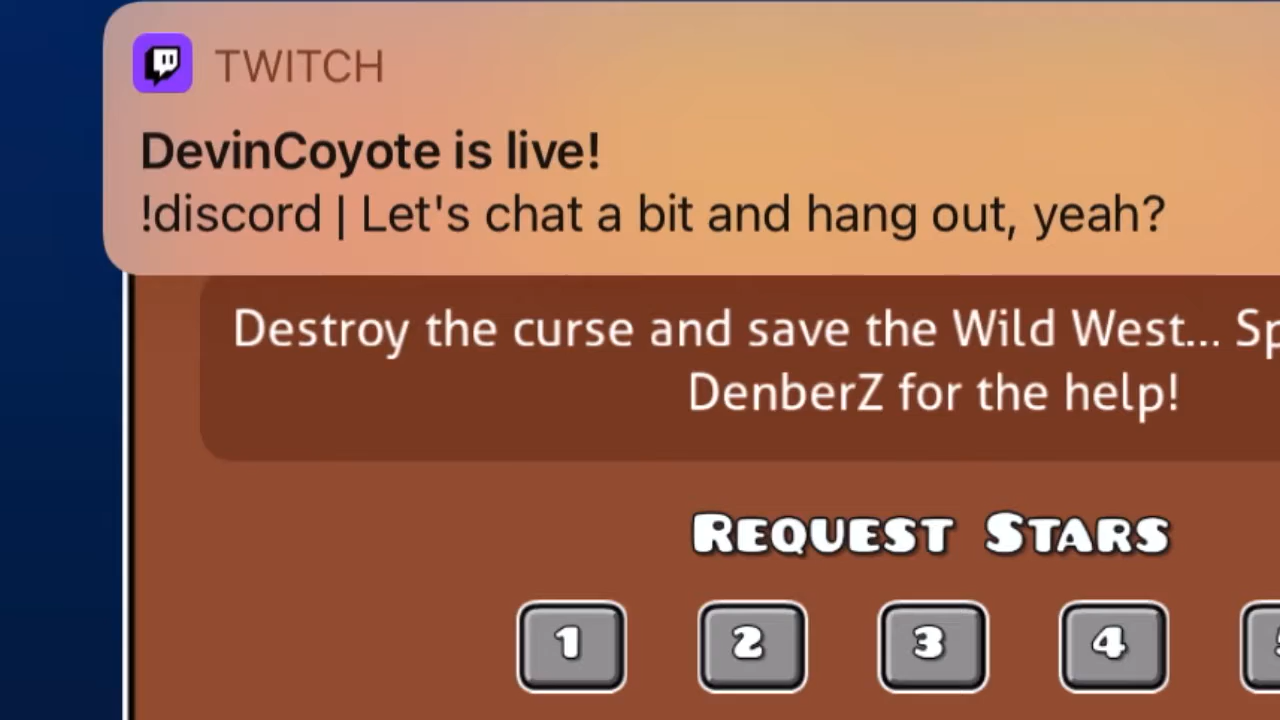 TWITCH
DevinCoyote is live!
!discord | Let's chat a bit and hang out, yeah?
Destroy the curse and save the Wild West...
DenberZ for the help!
Request Stars
1 2 3 4